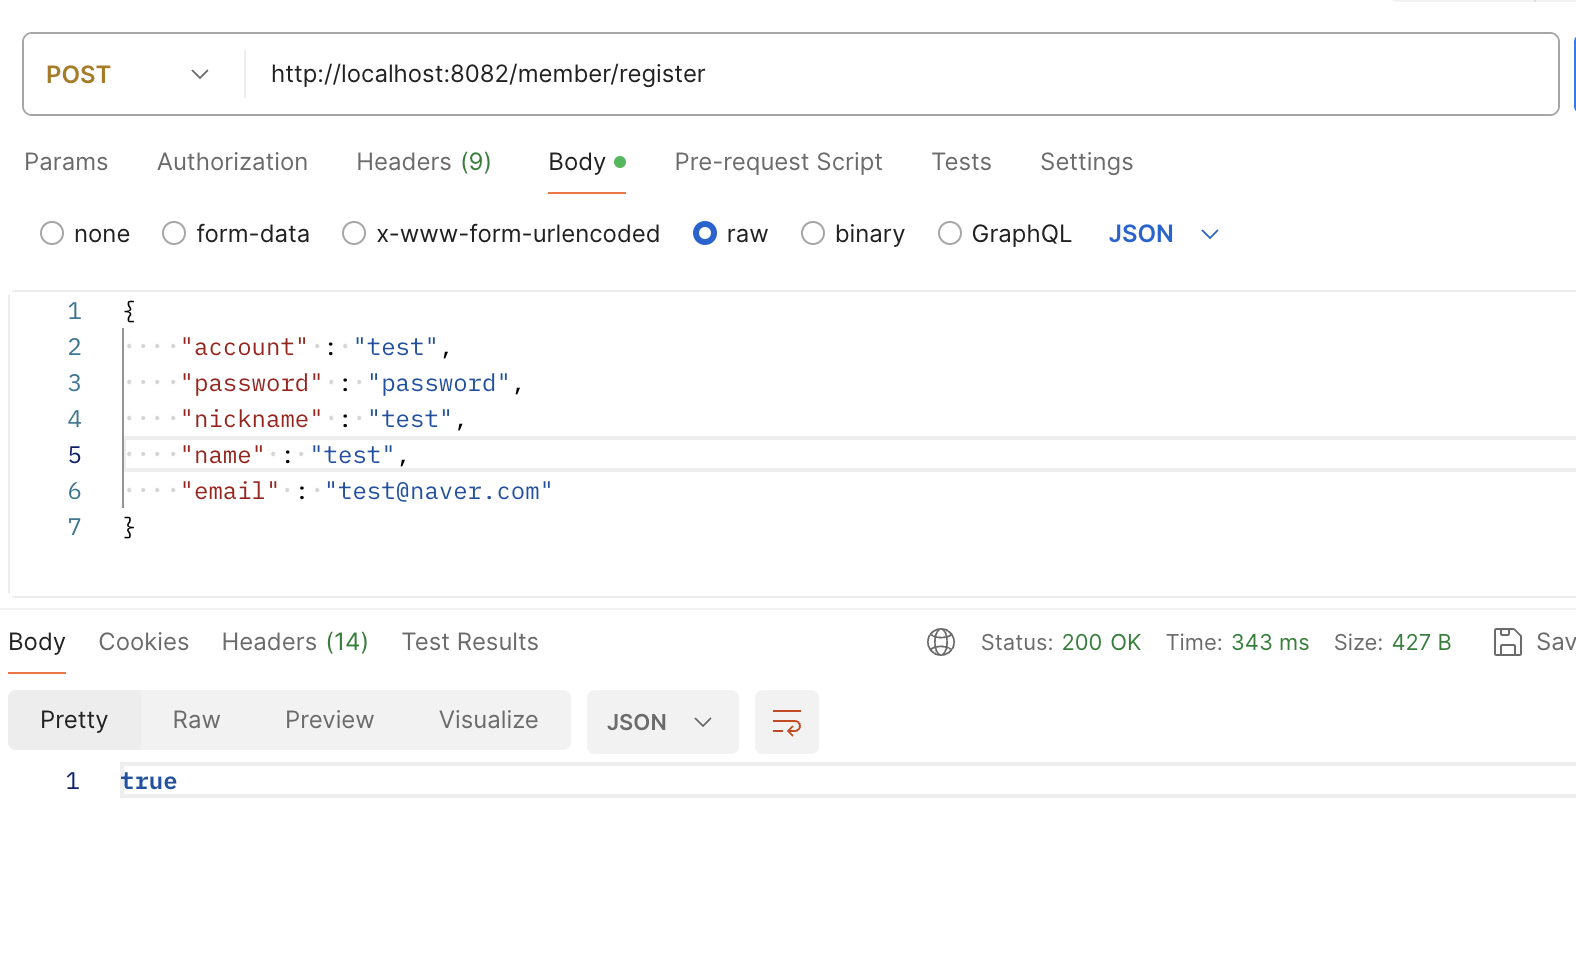 POST http://localhost:8082/member/register
Params Authorization Headers (9) Body Pre-request Script Tests Settings
none form-data x-www-form-urlencoded raw binary GraphQL JSON
1 {
2 "account" : "test",
3 "password" : "password",
4 "nickname" : "test",
5 "name" : "test",
6 "email" : "test@naver.com"
7 }
Body Cookies Headers (14) Test Results Status: 200 OK Time: 343 ms Size: 427 B Sav
Pretty Raw Preview Visualize JSON
1 true